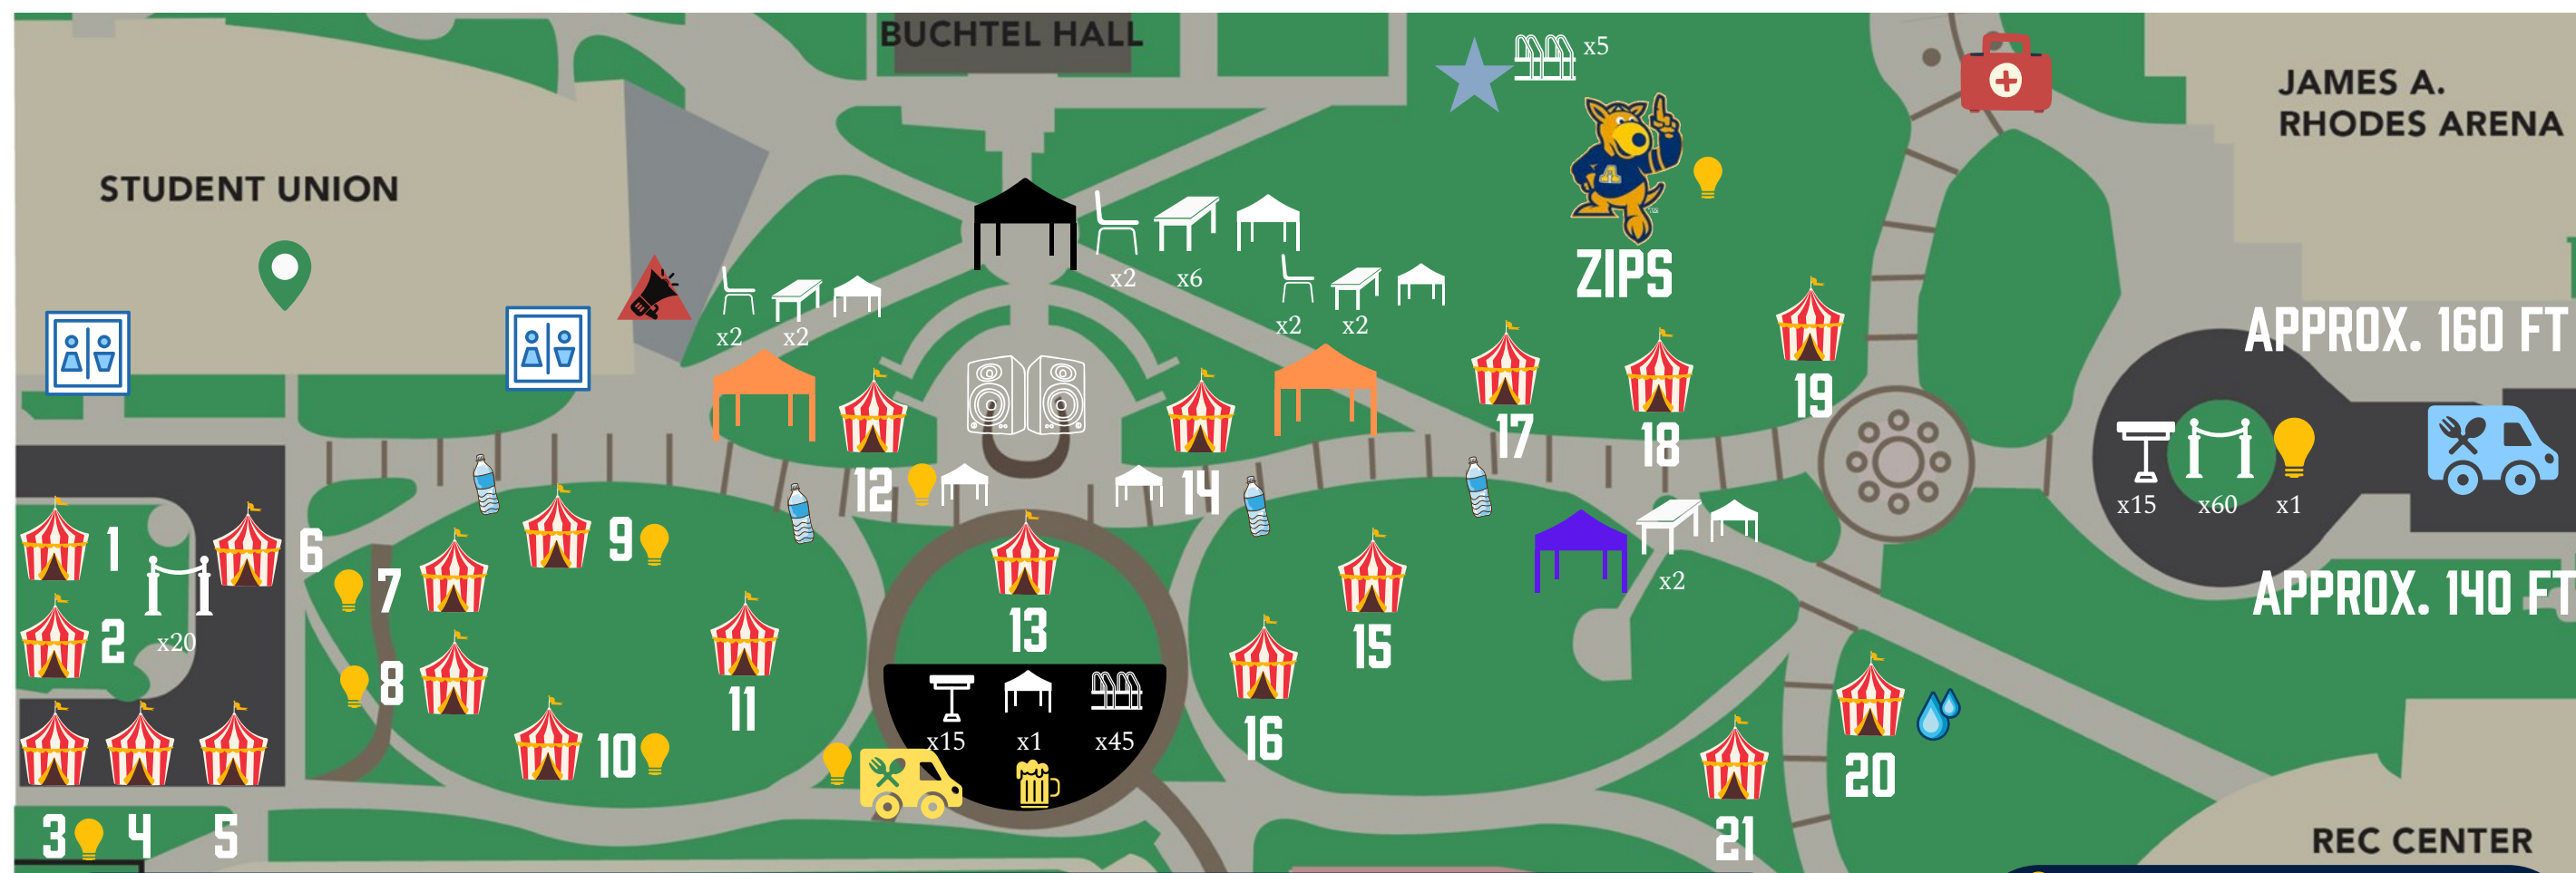 BUCHTEL HALL
x5
JAMES A.
RHODES ARENA
STUDENT UNION
A
ZIPS
x2
x6
x2
x2
x2
x2
APPROX. 160 FT
19
17
18
12
14
x15
x60
x1
1
6
9
7
2
x20
x2
APPROX. 140 FT
13
15
8
11
16
10
x15
x1
x45
20
3
4
5
21
REC CENTER